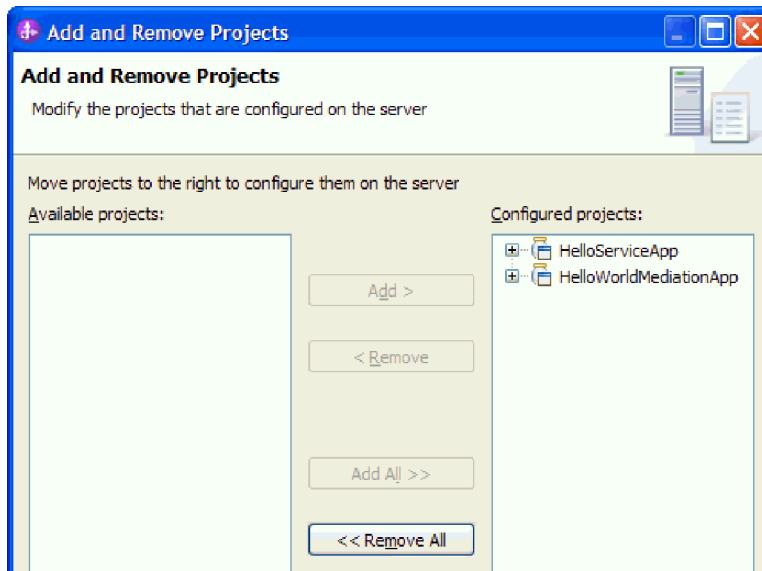 Add and Remove Projects
Add and Remove Projects
Modify the projects that are configured on the server
Move projects to the right to configure them on the server
Available projects:
Configured projects:
HelloServiceApp
HelloWorldMediationApp
Add >
< Remove
Add All >>
<< Remove All